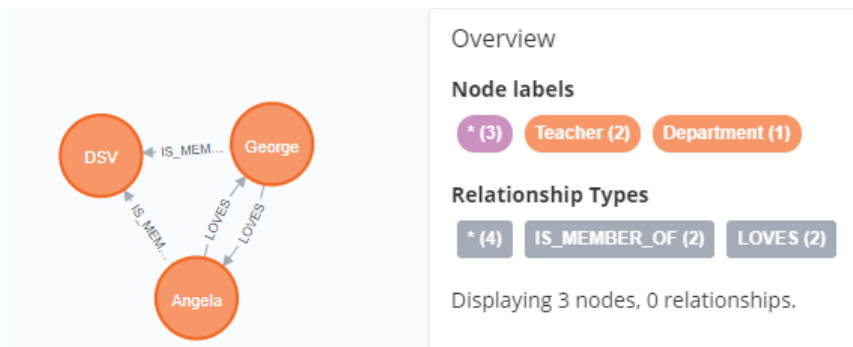 DSV
George
IS_MEM...
IS_MEM...
LOVES
LOVES
Angela
Overview
Node labels
* (3) Teacher (2) Department (1)
Relationship Types
* (4) IS_MEMBER_OF (2) LOVES (2)
Displaying 3 nodes, 0 relationships.